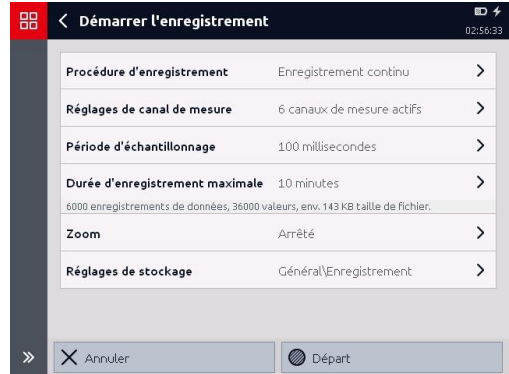 Démarrer l'enregistrement
02:56:33
Procédure d'enregistrement Enregistrement continu
Réglages de canal de mesure 6 canaux de mesure actifs
Période d'échantillonnage 100 millisecondes
Durée d'enregistrement maximale 10 minutes
6000 enregistrements de données, 36000 valeurs, env. 143 KB taille de fichier.
Zoom Arrêté
Réglages de stockage Général\Enregistrement
Annuler Départ